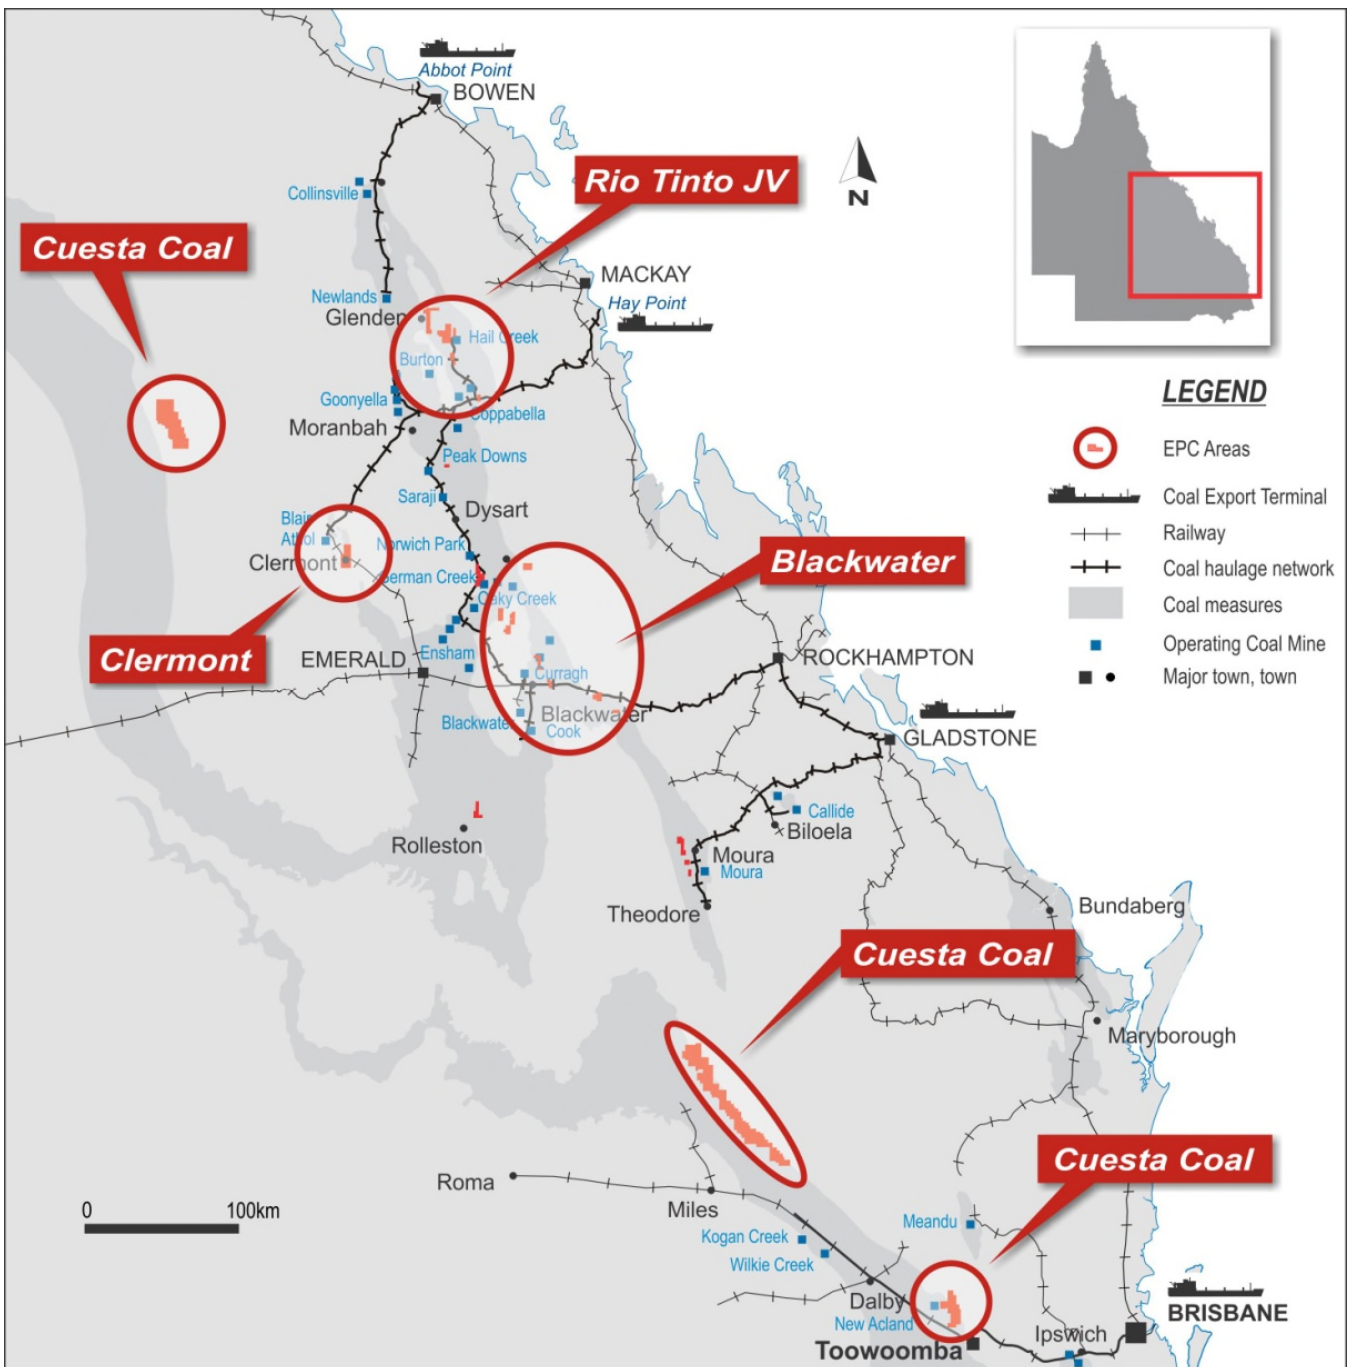 Abbot Point
BOWEN
Rio Tinto JV
Collinsville
N
Cuesta Coal
MACKAY
Hay Point
Newlands
Glenden
Hail Creek
Burton
LEGEND
Goonyella
Coppabella
Moranbah
EPC Areas
Peak Downs
Saraji
Coal Export Terminal
Dysart
Blair
Athol
Railway
Norwich Park
Clermont
Blackwater
Coal haulage network
German Creek
Oaky Creek
Coal measures
Clermont
Ensham
Operating Coal Mine
EMERALD
ROCKHAMPTON
Curragh
Major town, town
Blackwater
Blackwater
Cook
GLADSTONE
Callide
Biloela
Rolleston
Moura
Moura
Theodore
Bundaberg
Cuesta Coal
Maryborough
Cuesta Coal
Roma
0 100km
Miles
Meandu
Kogan Creek
Wilkie Creek
Dalby
BRISBANE
New Acland
Ipswich
Toowoomba